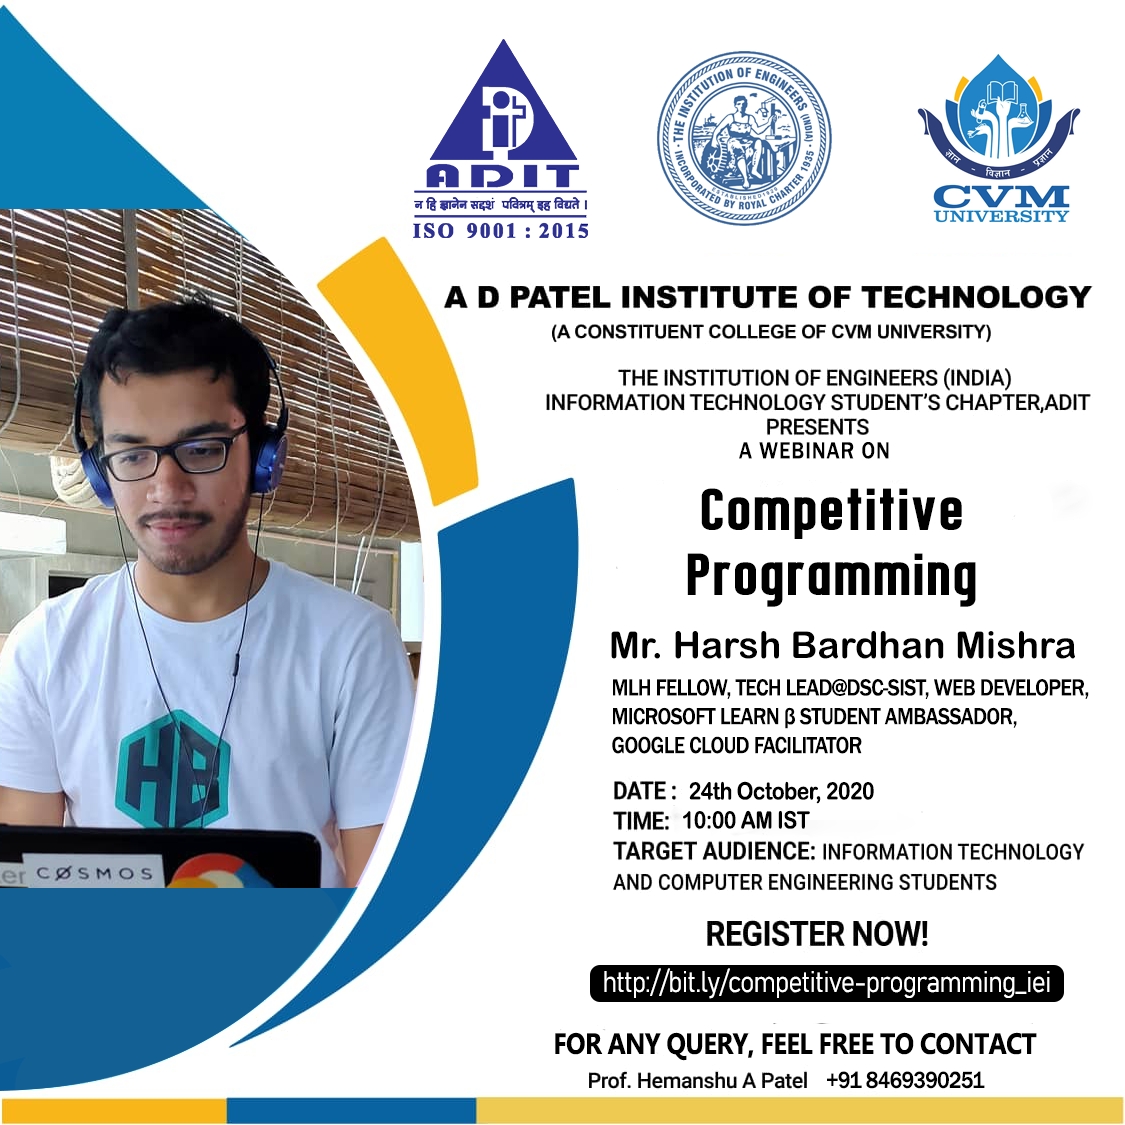 ADIT
न हि ज्ञानेन सदृशं पवित्रम् इह विद्यते ।
ISO 9001 : 2015
THE INSTITUTION OF ENGINEERS (INDIA)
INCORPORATED BY ROYAL CHARTER 1935
ESTABLISHED 1920
ज्ञान - विज्ञान - प्रज्ञान
CVM
UNIVERSITY
A D PATEL INSTITUTE OF TECHNOLOGY
(A CONSTITUENT COLLEGE OF CVM UNIVERSITY)
THE INSTITUTION OF ENGINEERS (INDIA)
INFORMATION TECHNOLOGY STUDENT'S CHAPTER,ADIT
PRESENTS
A WEBINAR ON
Competitive
Programming
Mr. Harsh Bardhan Mishra
MLH FELLOW, TECH LEAD@DSC-SIST, WEB DEVELOPER,
MICROSOFT LEARN β STUDENT AMBASSADOR,
GOOGLE CLOUD FACILITATOR
DATE : 24th October, 2020
TIME: 10:00 AM IST
TARGET AUDIENCE: INFORMATION TECHNOLOGY
AND COMPUTER ENGINEERING STUDENTS
REGISTER NOW!
http://bit.ly/competitive-programming_iei
FOR ANY QUERY, FEEL FREE TO CONTACT
Prof. Hemanshu A Patel +91 8469390251
HB
CØSMOS